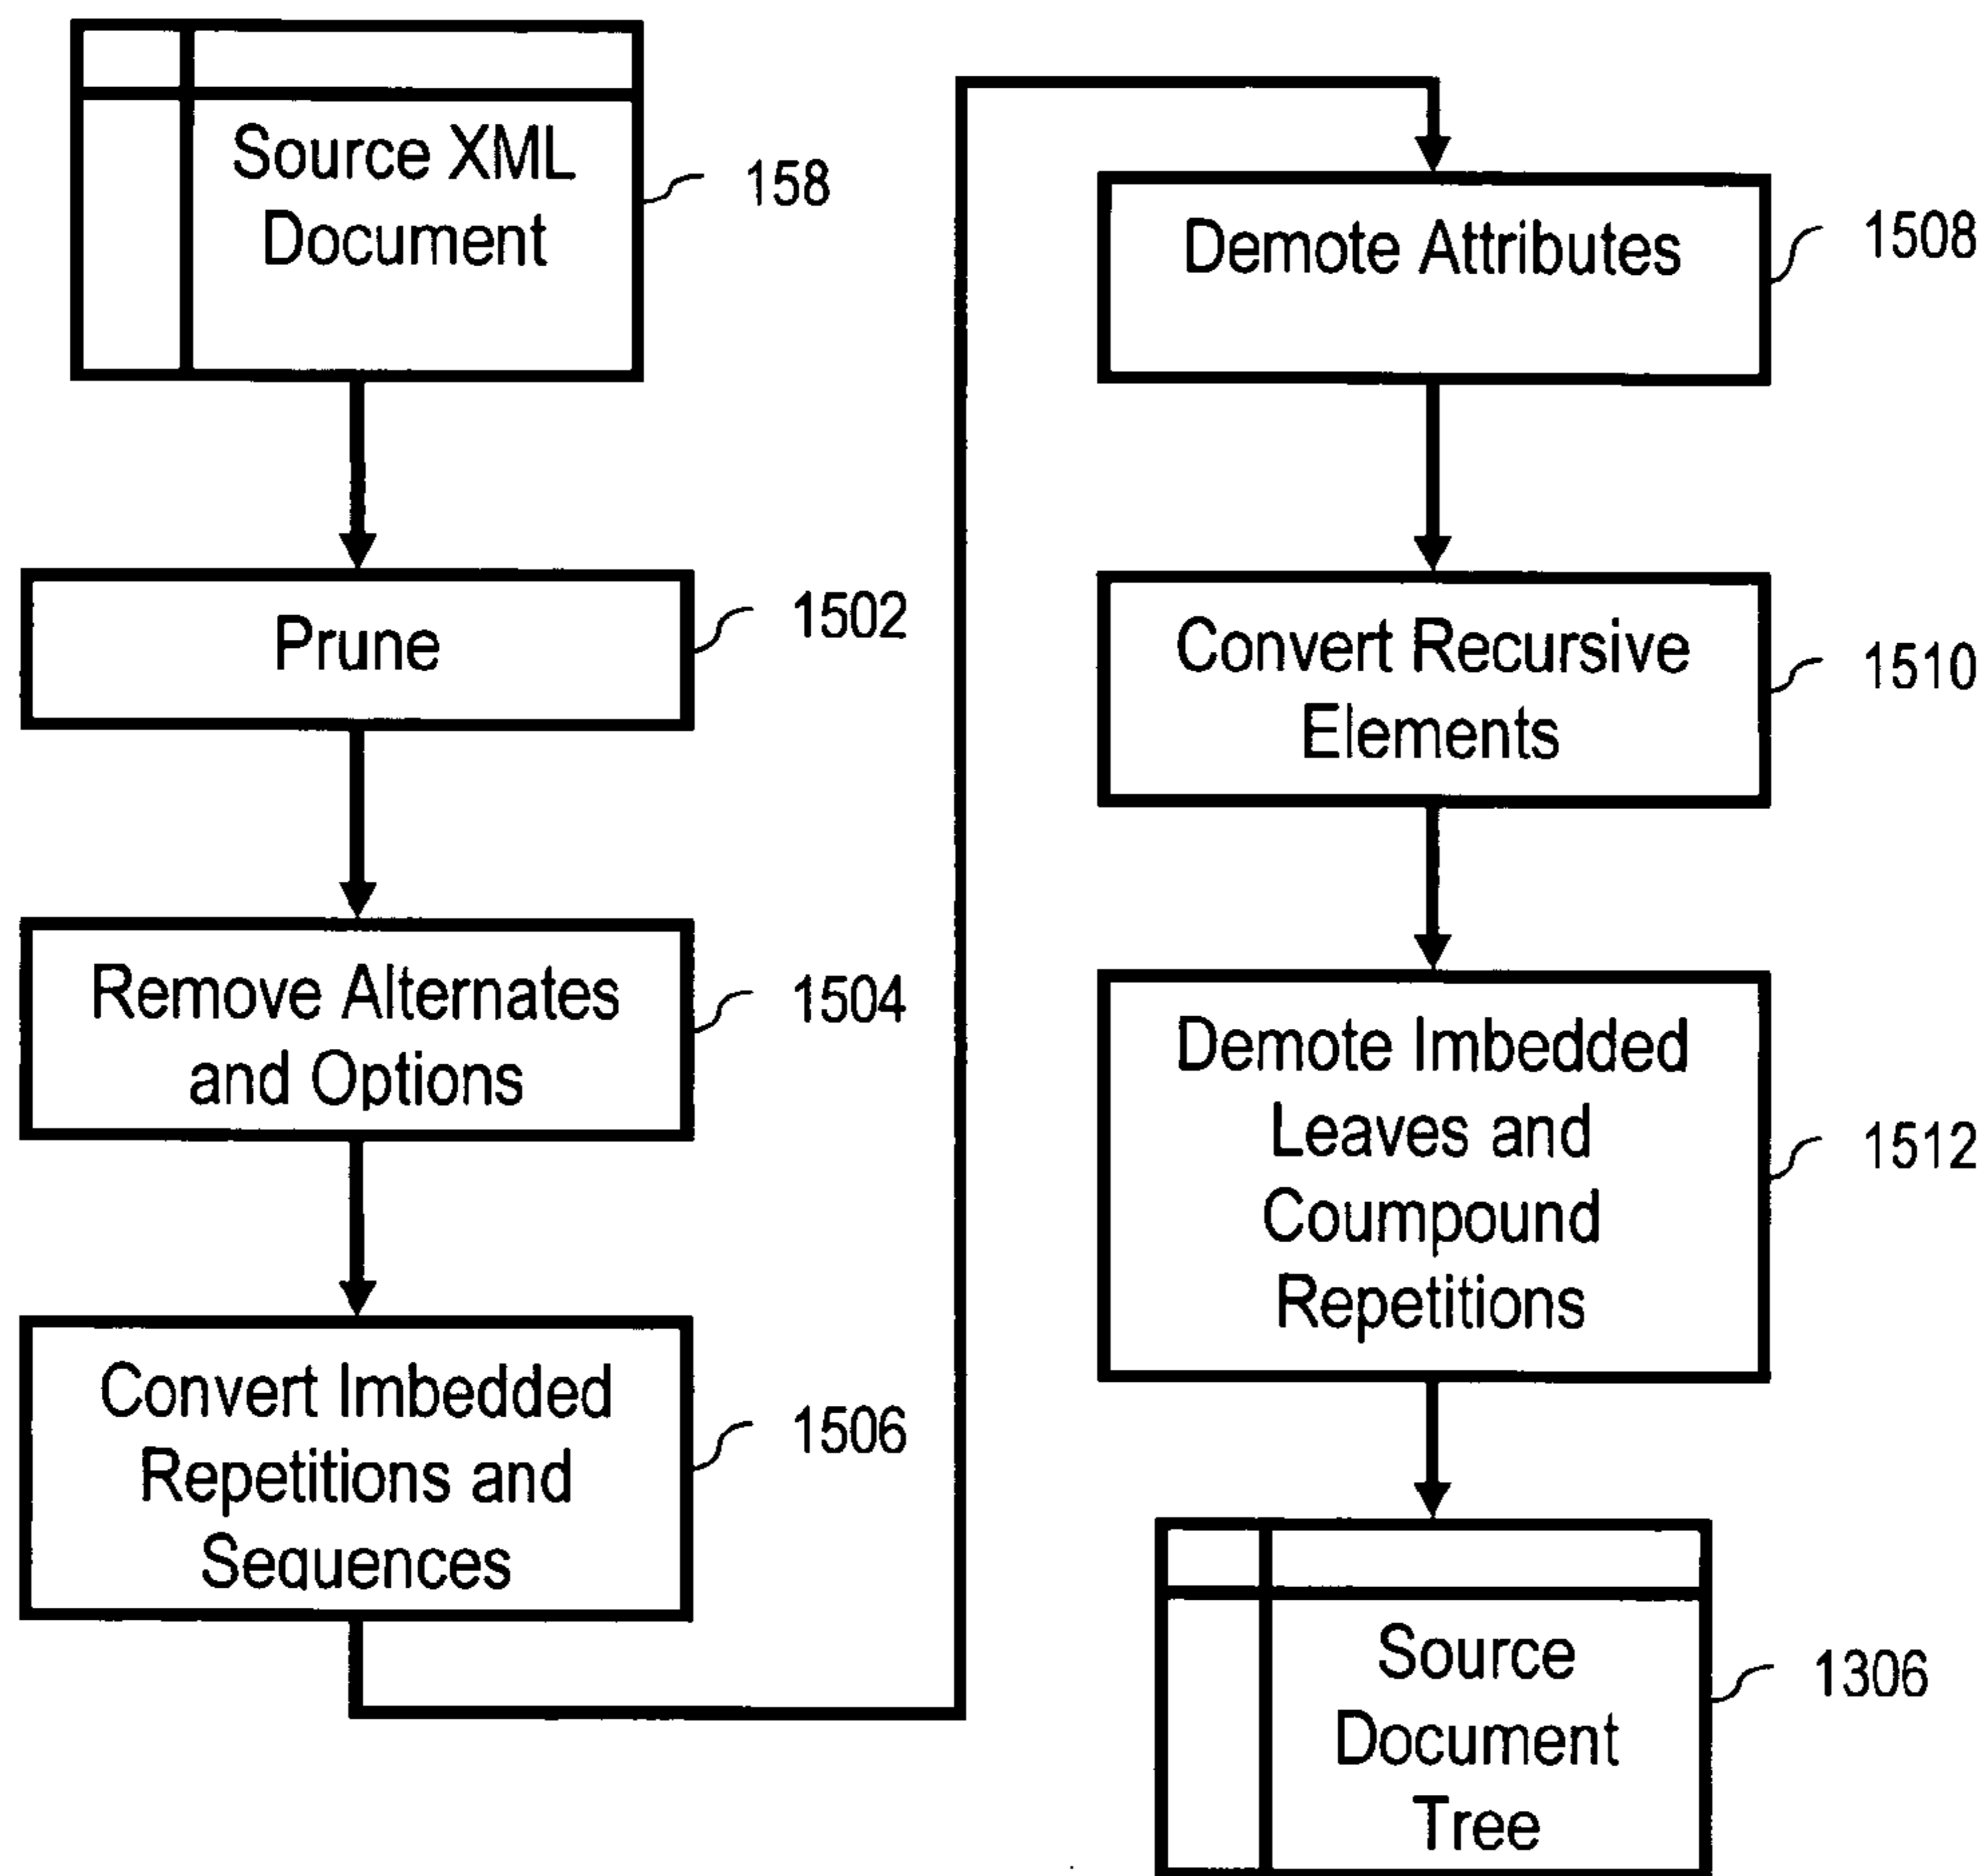 Source XML
Document
158
Prune
1502
Remove Alternates
and Options
1504
Convert Imbedded
Repetitions and
Sequences
1506
Demote Attributes
1508
Convert Recursive
Elements
1510
Demote Imbedded
Leaves and
Coumpound
Repetitions
1512
Source
Document
Tree
1306